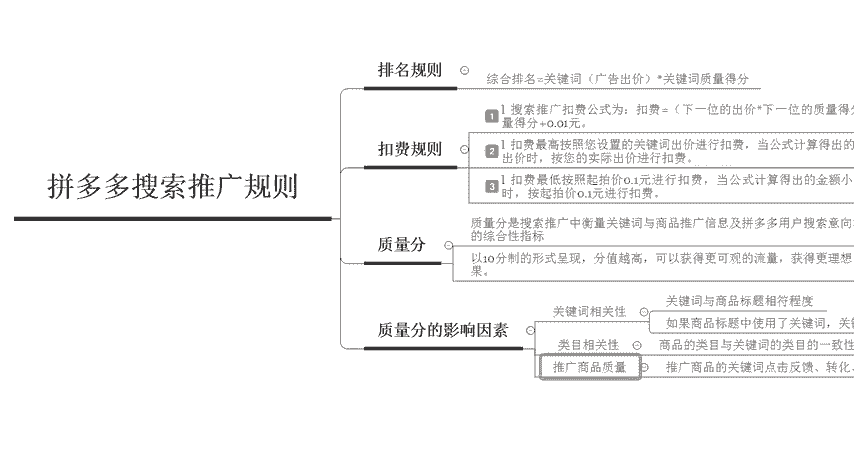 拼多多搜索推广规则
排名规则
综合排名=关键词（广告出价）*关键词质量得分
扣费规则
1 l 搜索推广扣费公式为：扣费=（下一位的出价*下一位的质量得分
量得分+0.01元。
2 l 扣费最高按照您设置的关键词出价进行扣费，当公式计算得出的
出价时，按您的实际出价进行扣费。
3 l 扣费最低按照起拍价0.1元进行扣费，当公式计算得出的金额小
时，按起拍价0.1元进行扣费。
质量分
质量分是搜索推广中衡量关键词与商品推广信息及拼多多用户搜索意向
的综合性指标
以10分制的形式呈现，分值越高，可以获得更可观的流量，获得更理想
果。
质量分的影响因素
关键词相关性
关键词与商品标题相符程度
如果商品标题中使用了关键词，关键
类目相关性
商品的类目与关键词的类目的一致性
推广商品质量
推广商品的关键词点击反馈、转化、